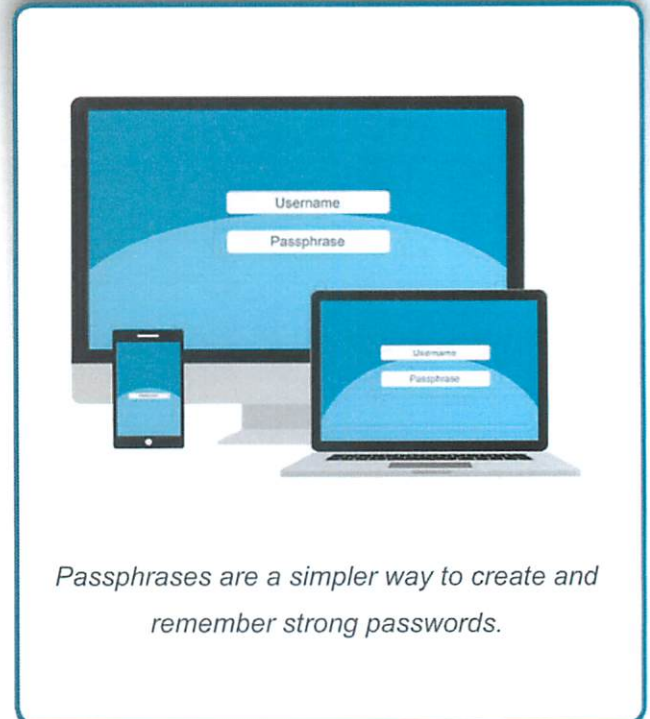 Username
Passphrase
Username
Passphrase
Passphrases are a simpler way to create and
remember strong passwords.